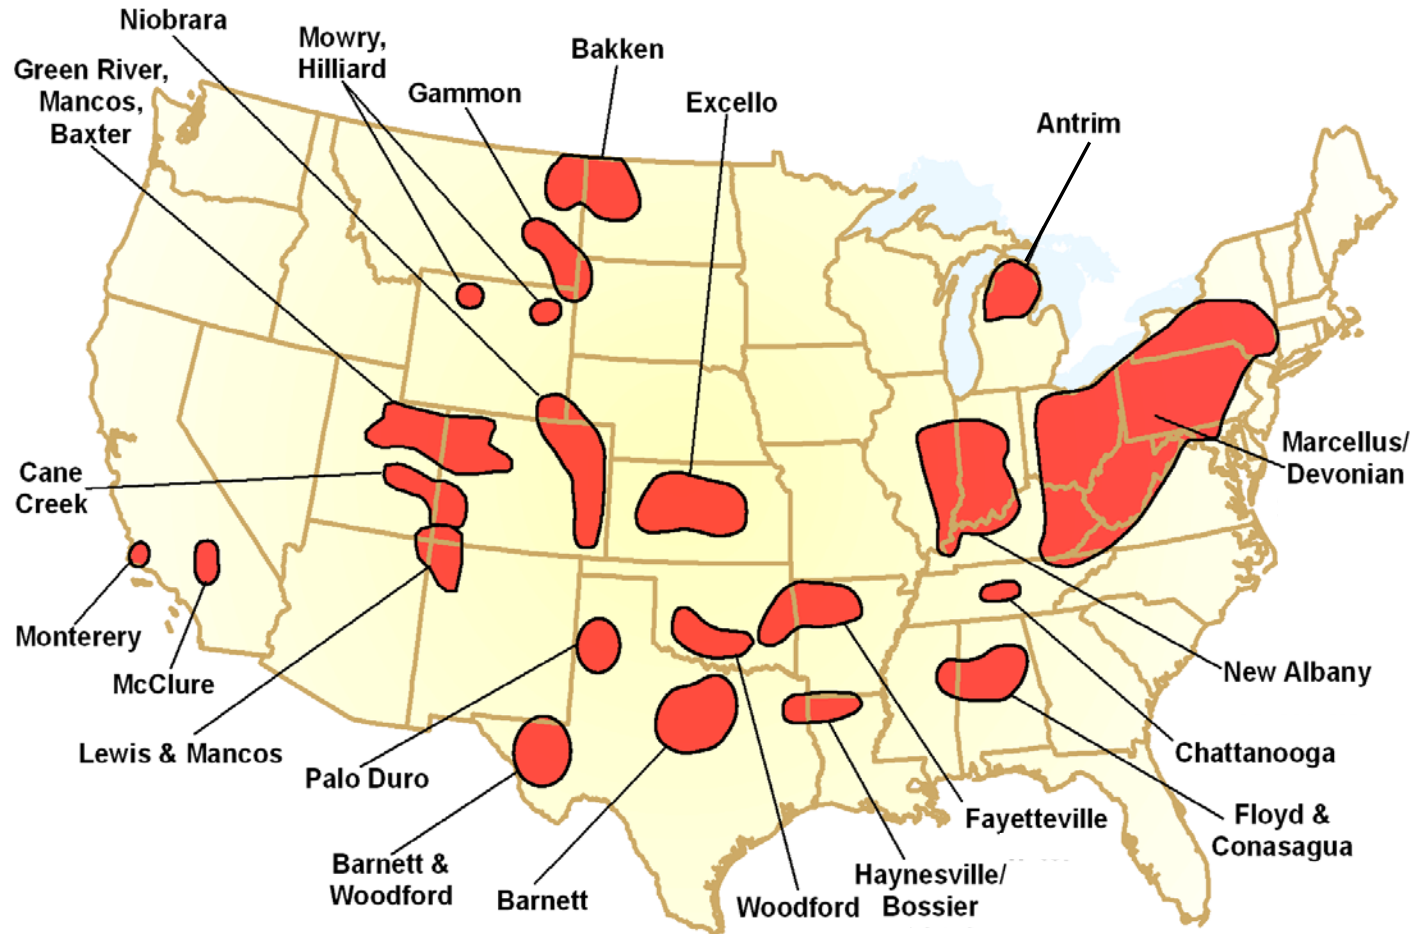 Niobrara
Mowry,
Hilliard
Bakken
Green River,
Mancos,
Baxter
Gammon
Excello
Antrim
Marcellus/
Devonian
Cane
Creek
Monterery
McClure
New Albany
Lewis & Mancos
Palo Duro
Chattanooga
Barnett &
Woodford
Barnett
Woodford
Haynesville/
Bossier
Fayetteville
Floyd &
Conasagua